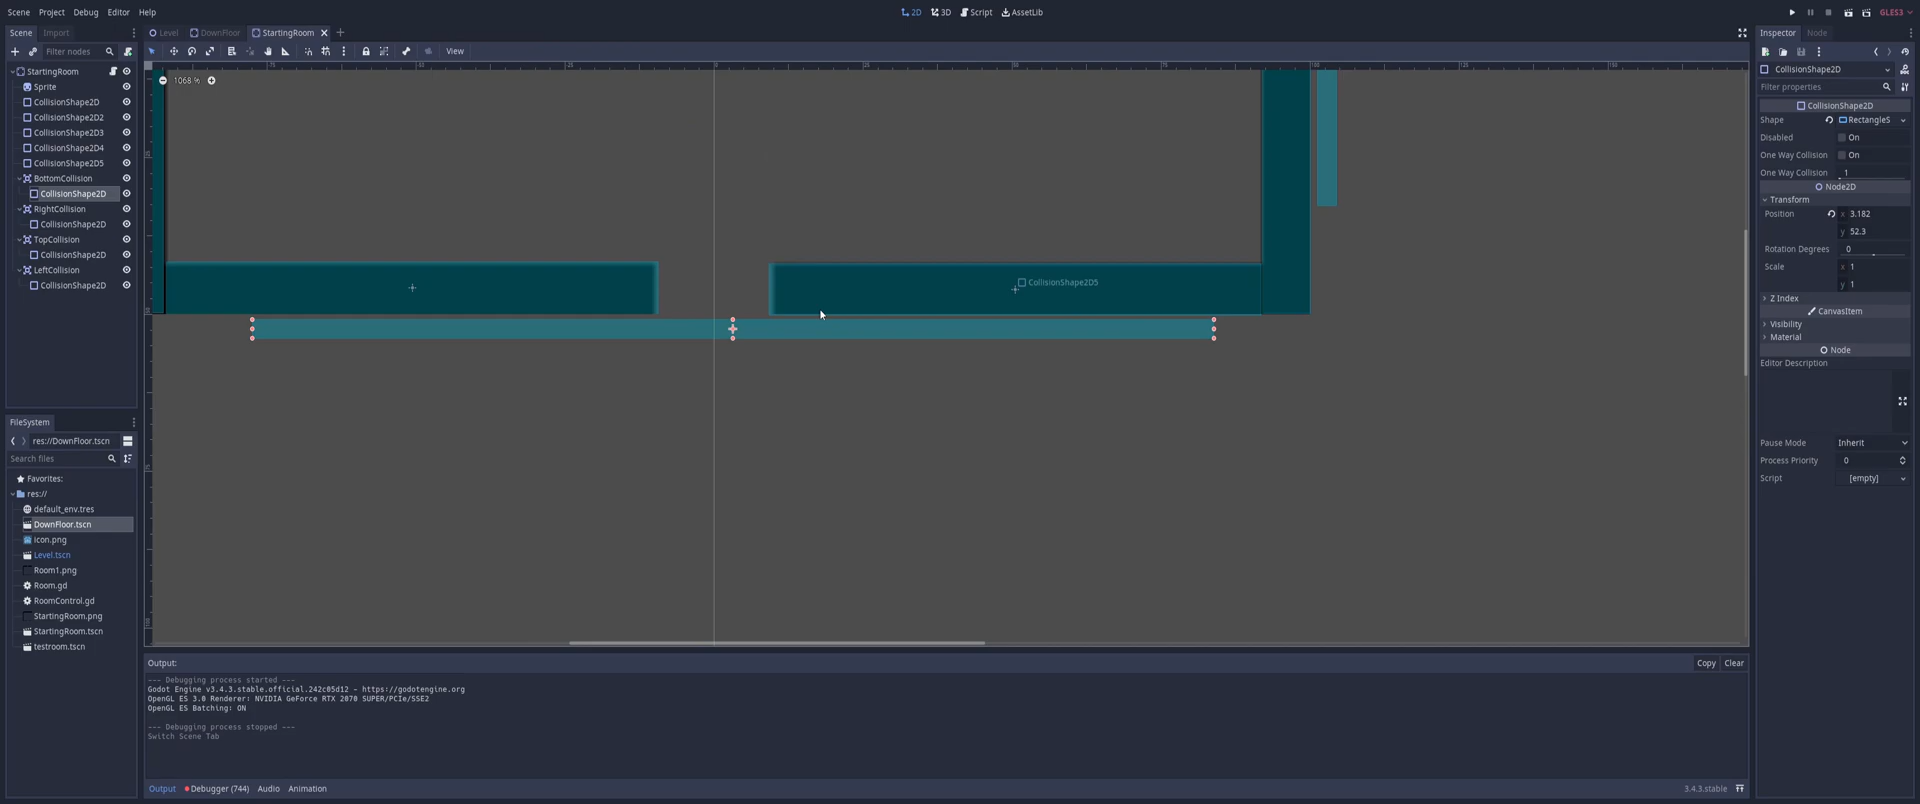 Scene Project Debug Editor Help
2D 3D Script AssetLib
GLES3
Scene Import
Level DownFloor StartingRoom
Inspector Node
Filter nodes
View
StartingRoom
Sprite
CollisionShape2D
CollisionShape2D2
CollisionShape2D3
CollisionShape2D4
CollisionShape2D5
BottomCollision
CollisionShape2D
RightCollision
CollisionShape2D
TopCollision
CollisionShape2D
LeftCollision
CollisionShape2D
1068 %
CollisionShape2D5
FileSystem
res://DownFloor.tscn
Search files
Favorites:
res://
default_env.tres
DownFloor.tscn
icon.png
Level.tscn
Room1.png
Room.gd
RoomControl.gd
StartingRoom.png
StartingRoom.tscn
testroom.tscn
Output:
Copy Clear
--- Debugging process started ---
Godot Engine v3.4.3.stable.official.242c05d12 - https://godotengine.org
OpenGL ES 3.0 Renderer: NVIDIA GeForce RTX 2070 SUPER/PCIe/SSE2
OpenGL ES Batching: ON
--- Debugging process stopped ---
Switch Scene Tab
Output Debugger (744) Audio Animation
3.4.3.stable
CollisionShape2D
Filter properties
CollisionShape2D
Shape RectangleS
Disabled On
One Way Collision On
One Way Collision 1
Node2D
Transform
Position x 3.182
y 52.3
Rotation Degrees 0
Scale x 1
y 1
Z Index
CanvasItem
Visibility
Material
Node
Editor Description
Pause Mode Inherit
Process Priority 0
Script [empty]